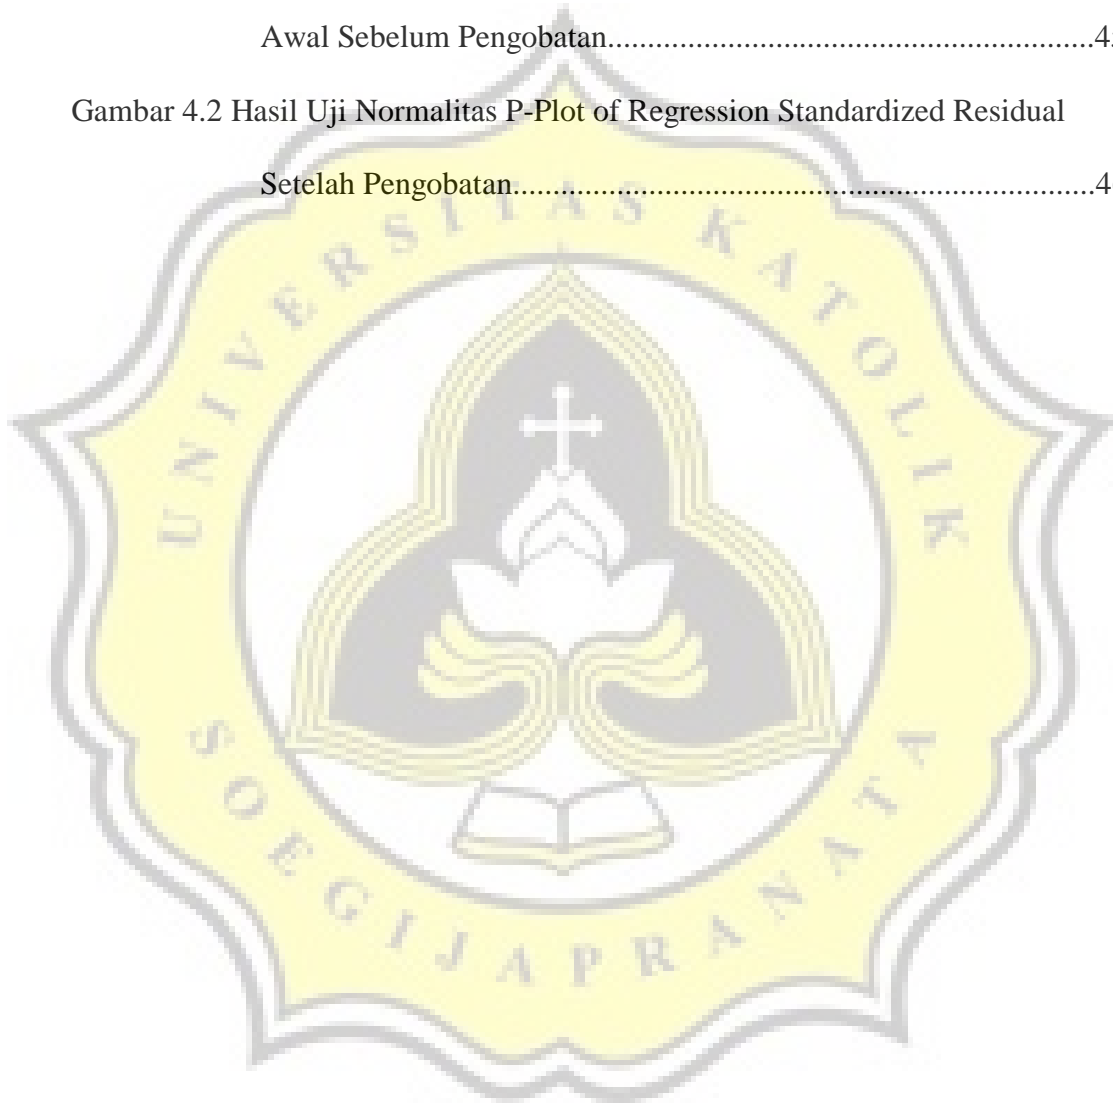 Awal Sebelum Pengobatan............................................................4
Gambar 4.2 Hasil Uji Normalitas P-Plot of Regression Standardized Residual
Setelah Pengobatan........................................................................4
UNIVERSITAS KATOLIK
SOEGIJAPRANATA